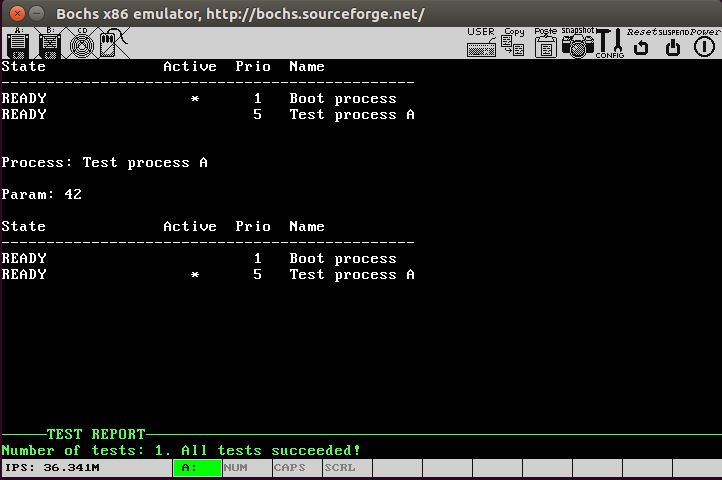 Bochs x86 emulator, http://bochs.sourceforge.net/
A: B: CD USER Copy Paste snapshot CONFIG Reset SUSPEND Power
State Active Prio Name
----------------------------------------------
READY * 1 Boot process
READY 5 Test process A
Process: Test process A
Param: 42
State Active Prio Name
----------------------------------------------
READY 1 Boot process
READY * 5 Test process A
TEST REPORT
Number of tests: 1. All tests succeeded!
IPS: 36.341M A: NUM CAPS SCRL